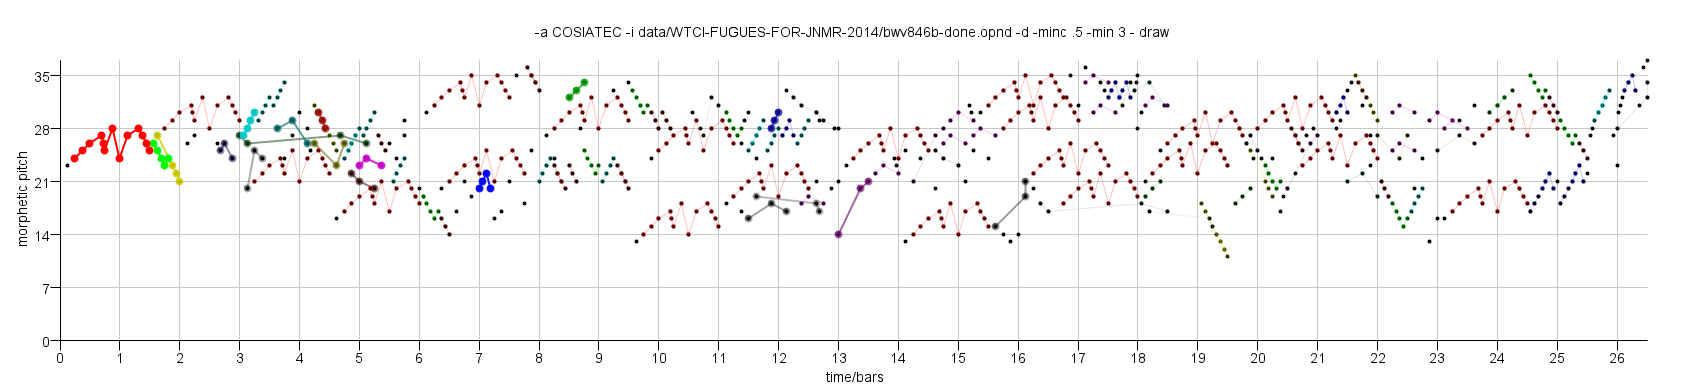 -a COSIATEC -i data/WTCI-FUGUES-FOR-JNMR-2014/bwv846b-done.opnd -d -minc .5 -min 3 - draw
morphetic pitch
35
28
21
14
7
0
0 1 2 3 4 5 6 7 8 9 10 11 12 13 14 15 16 17 18 19 20 21 22 23 24 25 26
time/bars